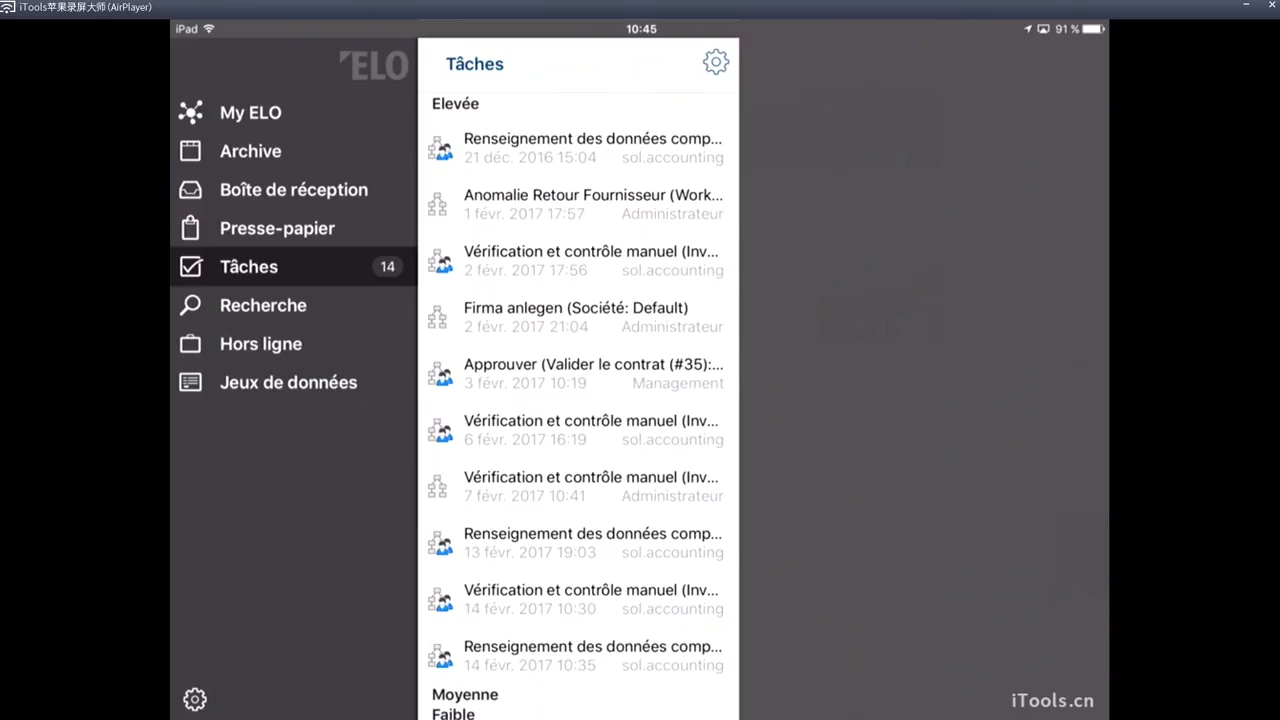 iTools苹果录屏大师(AirPlayer)
iPad
10:45
91 %
ELO
My ELO
Archive
Boîte de réception
Presse-papier
Tâches
14
Recherche
Hors ligne
Jeux de données
Tâches
Elevée
Renseignement des données comp...
21 déc. 2016 15:04 sol.accounting
Anomalie Retour Fournisseur (Work...
1 févr. 2017 17:57 Administrateur
Vérification et contrôle manuel (Inv...
2 févr. 2017 17:56 sol.accounting
Firma anlegen (Société: Default)
2 févr. 2017 21:04 Administrateur
Approuver (Valider le contrat (#35):...
3 févr. 2017 10:19 Management
Vérification et contrôle manuel (Inv...
6 févr. 2017 16:19 sol.accounting
Vérification et contrôle manuel (Inv...
7 févr. 2017 10:41 Administrateur
Renseignement des données comp...
13 févr. 2017 19:03 sol.accounting
Vérification et contrôle manuel (Inv...
14 févr. 2017 10:30 sol.accounting
Renseignement des données comp...
14 févr. 2017 10:35 sol.accounting
Moyenne
Faible
iTools.cn